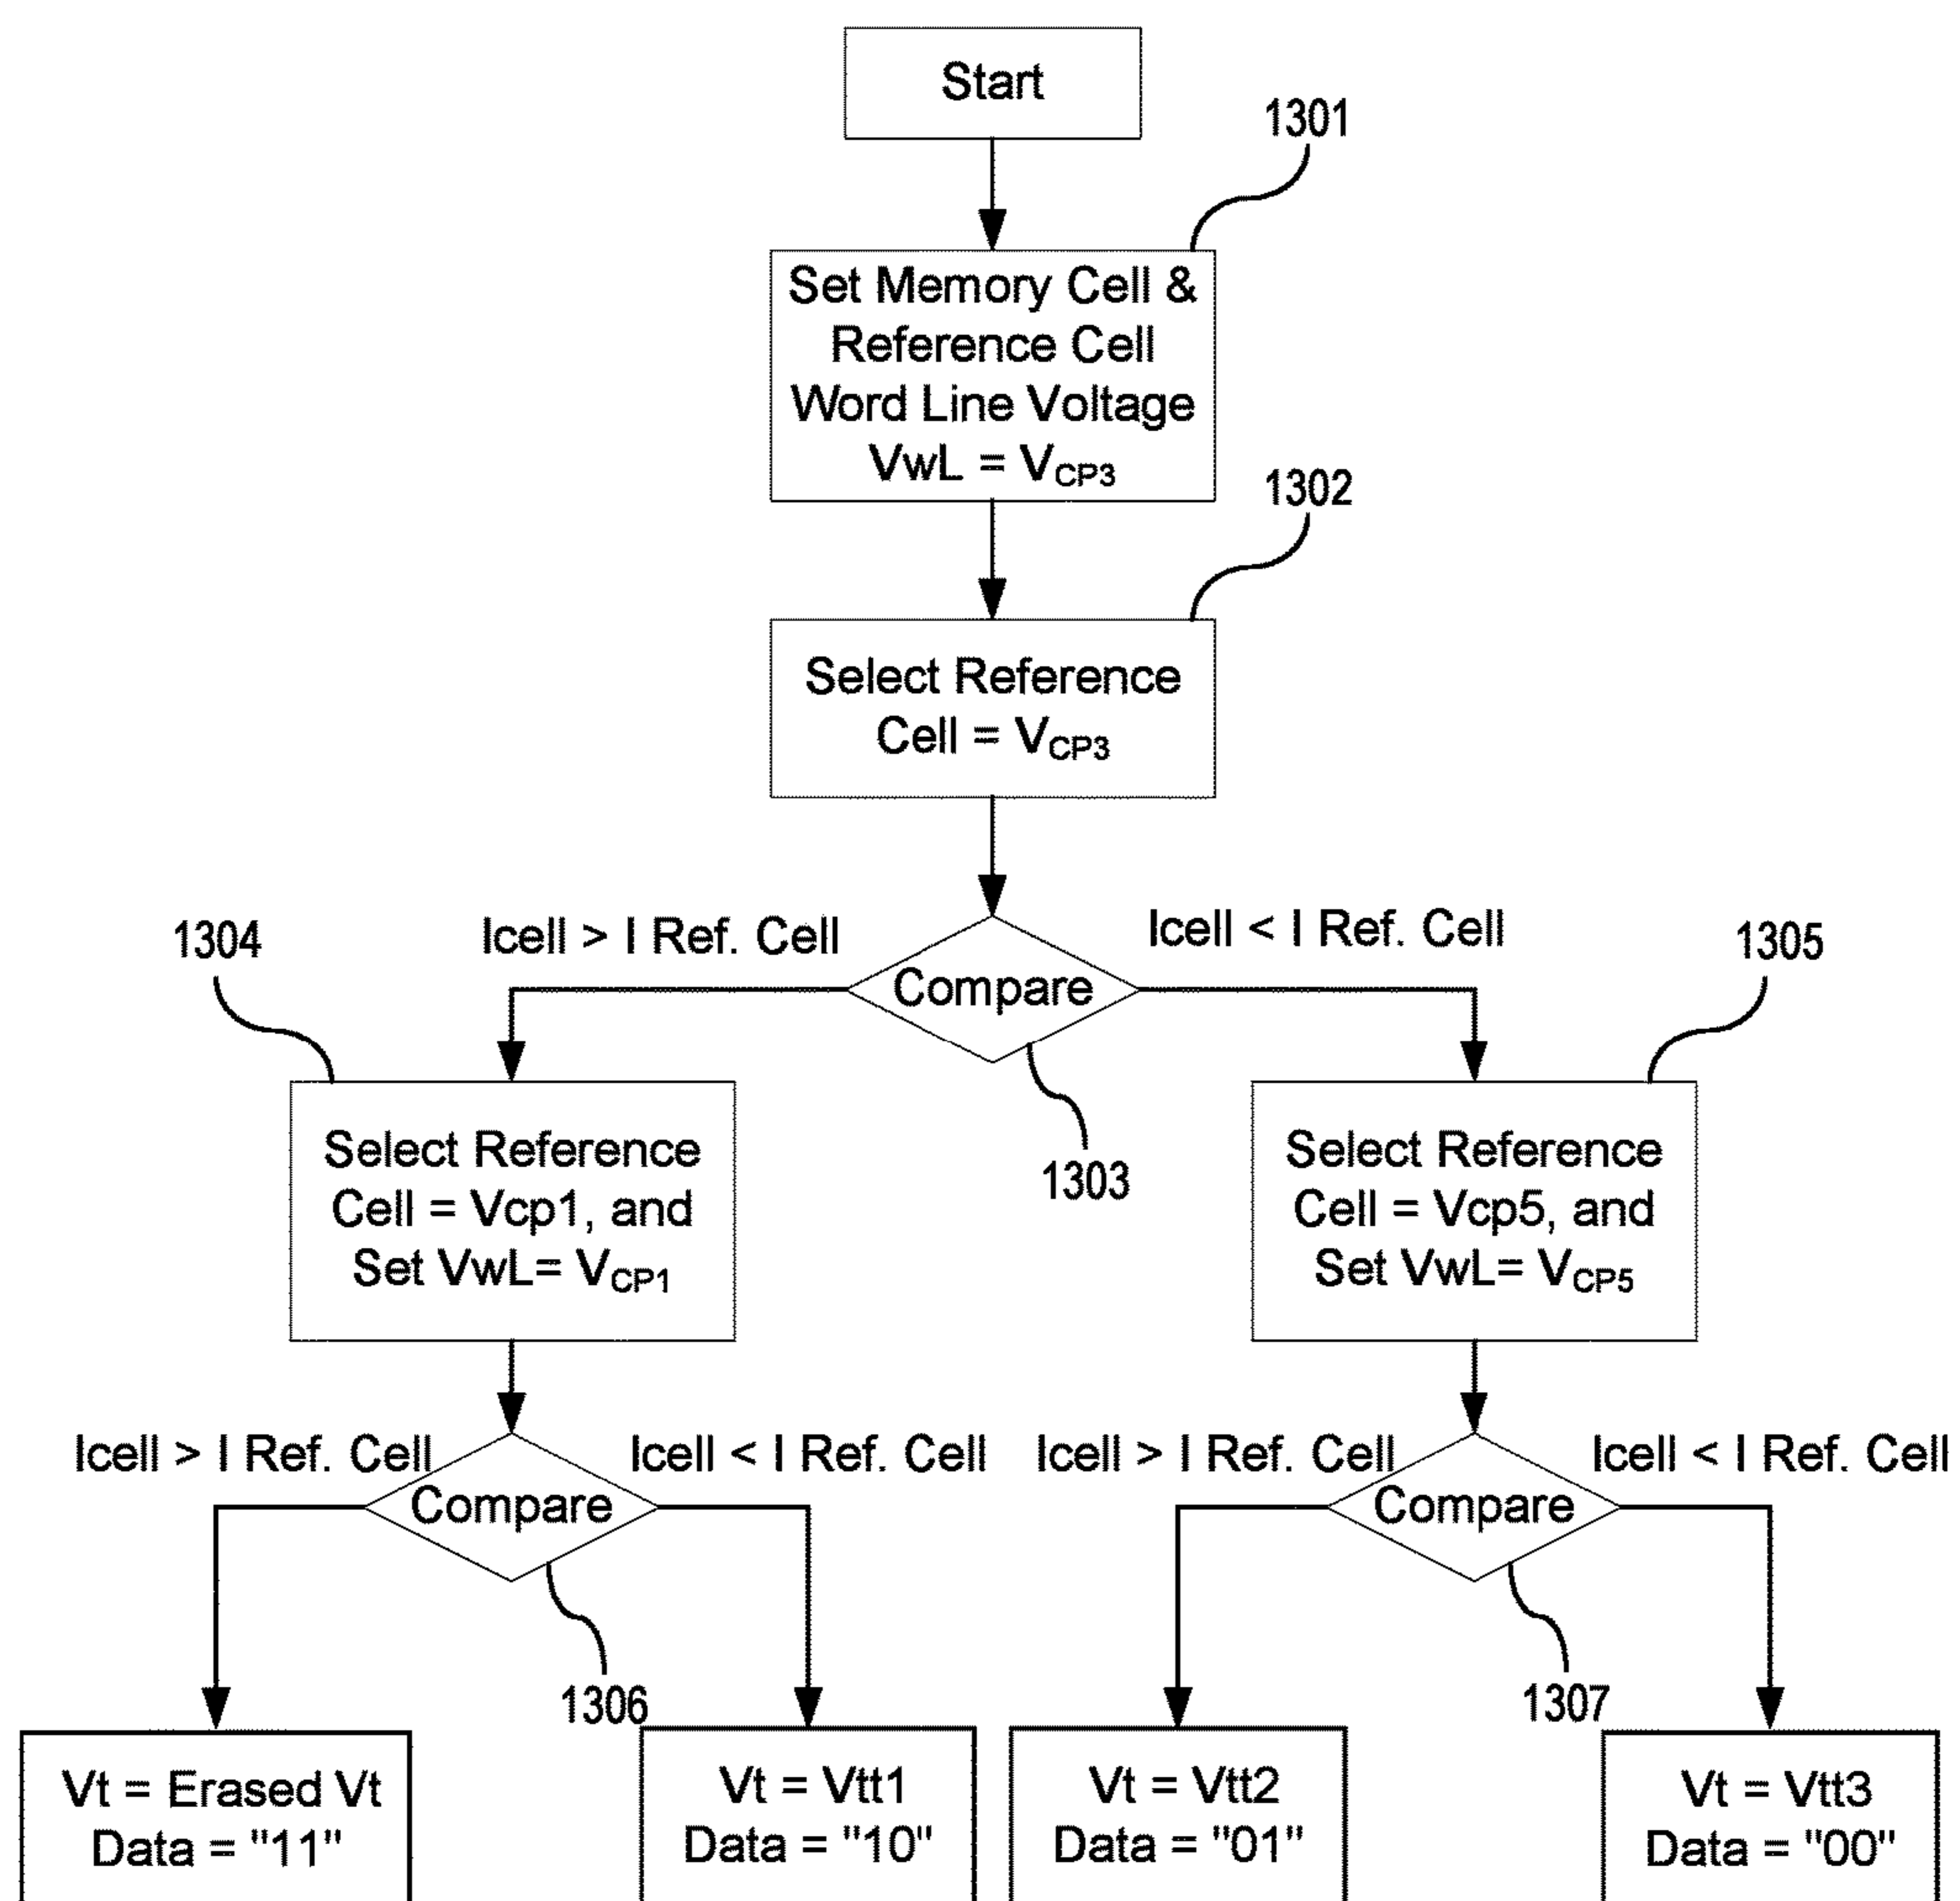 Start
1301
Set Memory Cell &
Reference Cell
Word Line Voltage
VwL = VCP3
1302
Select Reference
Cell = VCP3
Icell > I Ref. Cell
Icell < I Ref. Cell
1304
1305
Compare
1303
Select Reference
Cell = Vcp1, and
Set VwL= VCP1
Select Reference
Cell = Vcp5, and
Set VwL= VCP5
Icell > I Ref. Cell
Icell < I Ref. Cell
Icell > I Ref. Cell
Icell < I Ref. Cell
Compare
Compare
1306
1307
Vt = Erased Vt
Data = "11"
Vt = Vtt1
Data = "10"
Vt = Vtt2
Data = "01"
Vt = Vtt3
Data = "00"